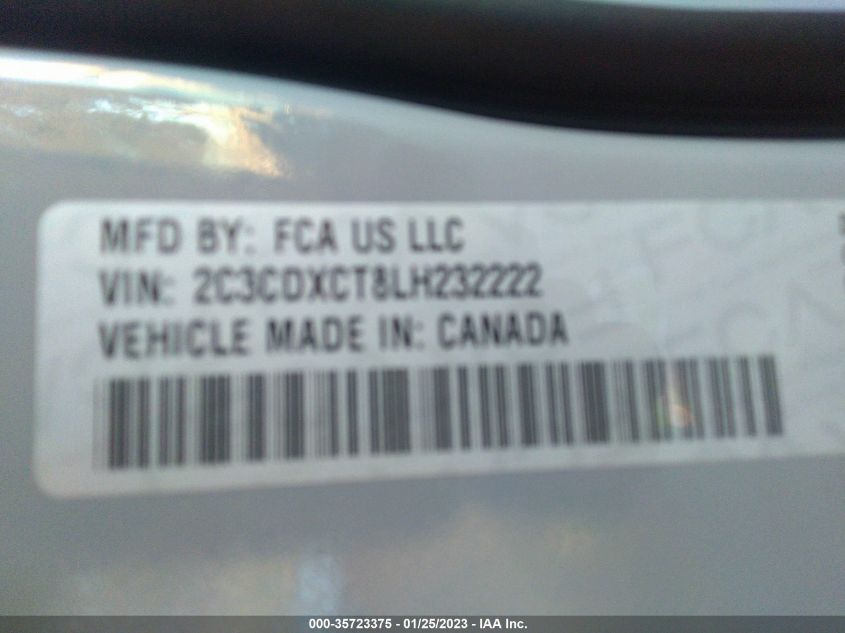 MFD BY: FCA US LLC
VIN: 2C3CDXCT8LH232222
VEHICLE MADE IN: CANADA
000-35723375 - 01/25/2023 - IAA Inc.